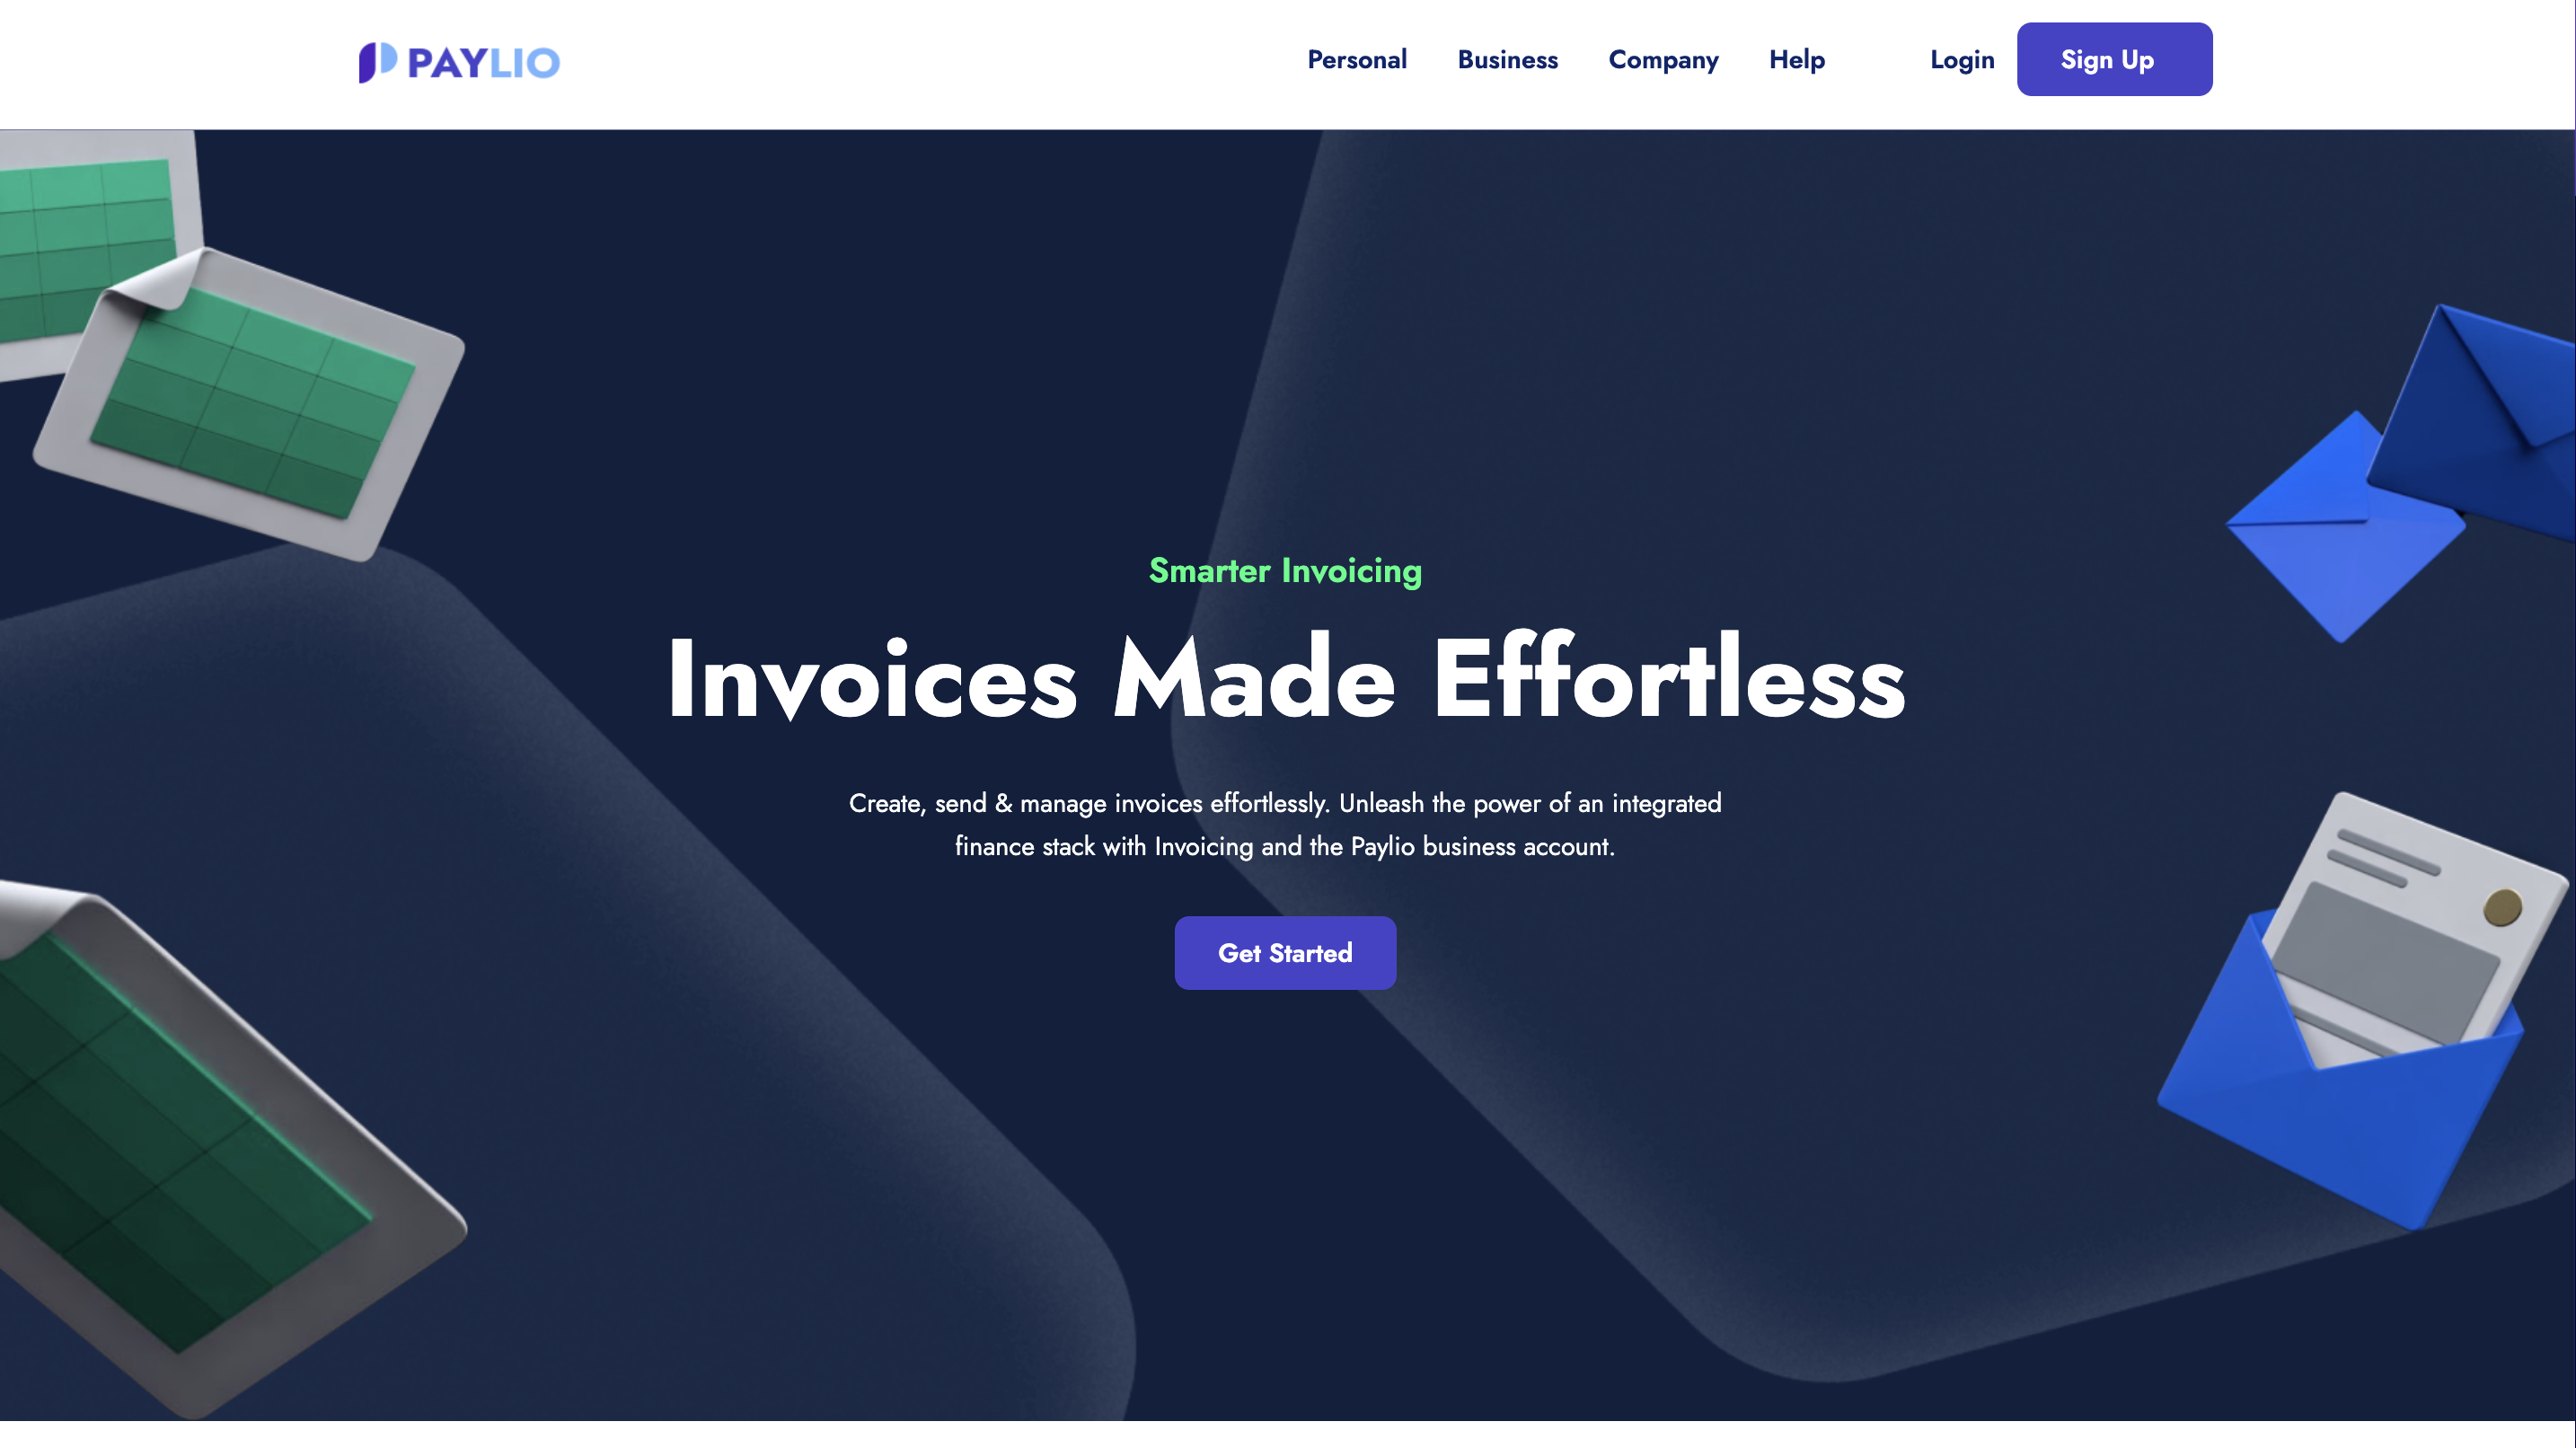 PAYLIO
Personal Business Company Help Login Sign Up
Smarter Invoicing
Invoices Made Effortless
Create, send & manage invoices effortlessly. Unleash the power of an integrated
finance stack with Invoicing and the Paylio business account.
Get Started